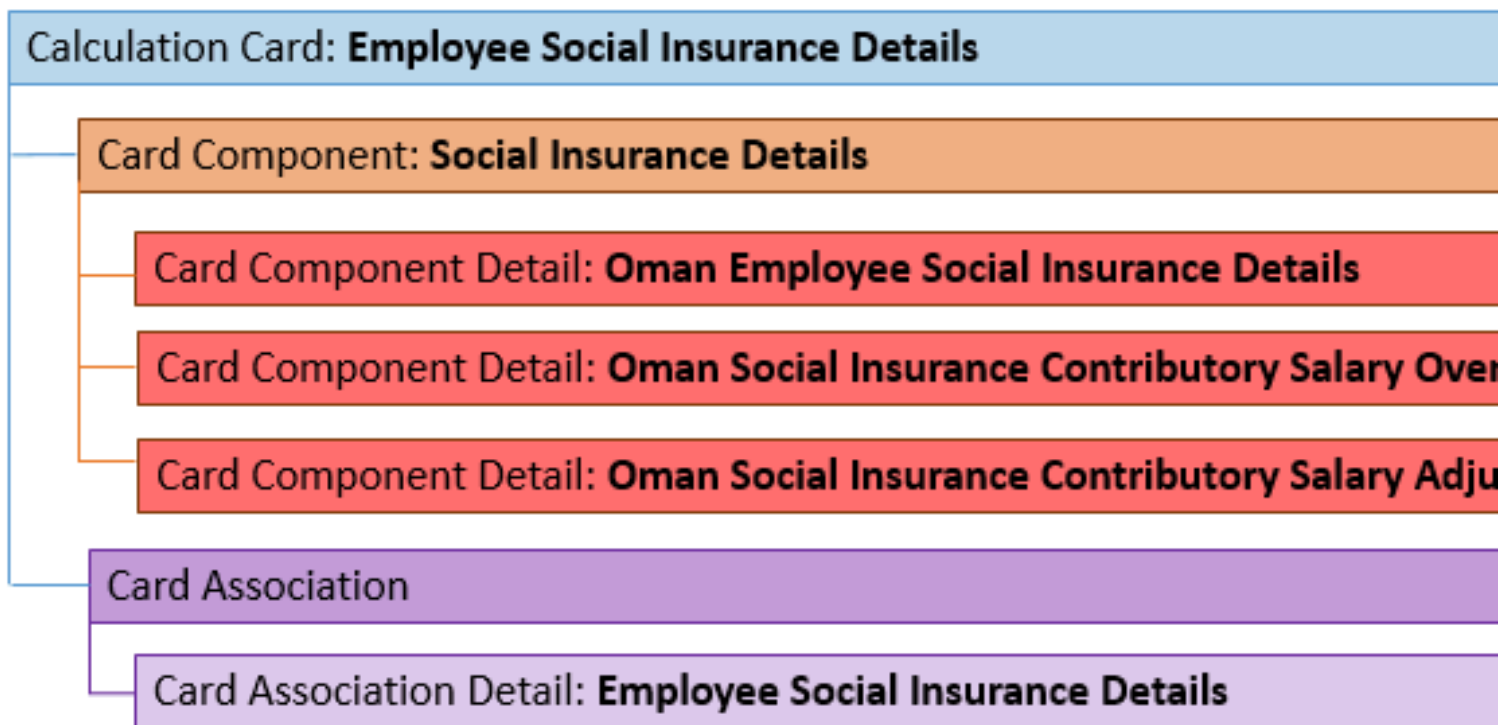 Calculation Card: Employee Social Insurance Details
Card Component: Social Insurance Details
Card Component Detail: Oman Employee Social Insurance Details
Card Component Detail: Oman Social Insurance Contributory Salary
Card Component Detail: Oman Social Insurance Contributory Salary
Card Association
Card Association Detail: Employee Social Insurance Details